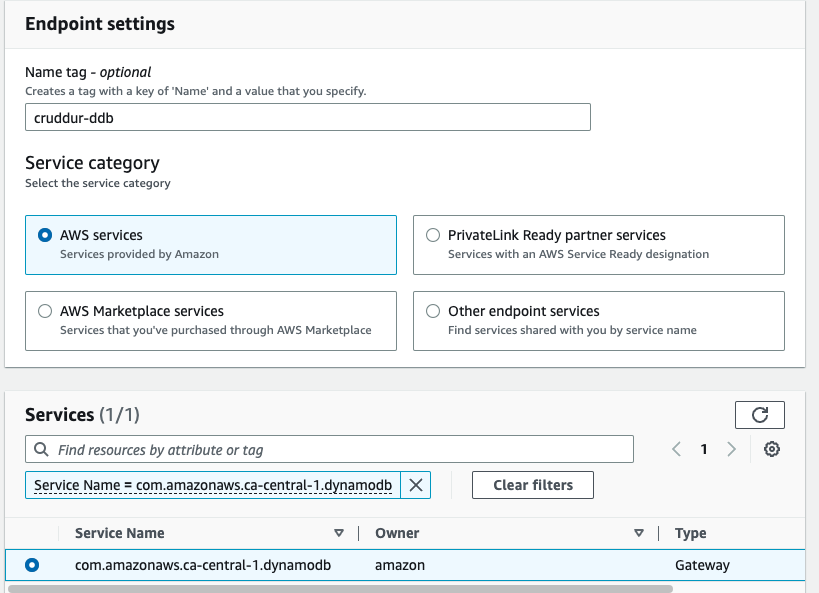 Endpoint settings
Name tag - optional
Creates a tag with a key of 'Name' and a value that you specify.
cruddur-ddb
Service category
Select the service category
AWS services
Services provided by Amazon
PrivateLink Ready partner services
Services with an AWS Service Ready designation
AWS Marketplace services
Services that you've purchased through AWS Marketplace
Other endpoint services
Find services shared with you by service name
Services (1/1)
Find resources by attribute or tag
1
Service Name = com.amazonaws.ca-central-1.dynamodb
Clear filters
Service Name Owner Type
com.amazonaws.ca-central-1.dynamodb amazon Gateway